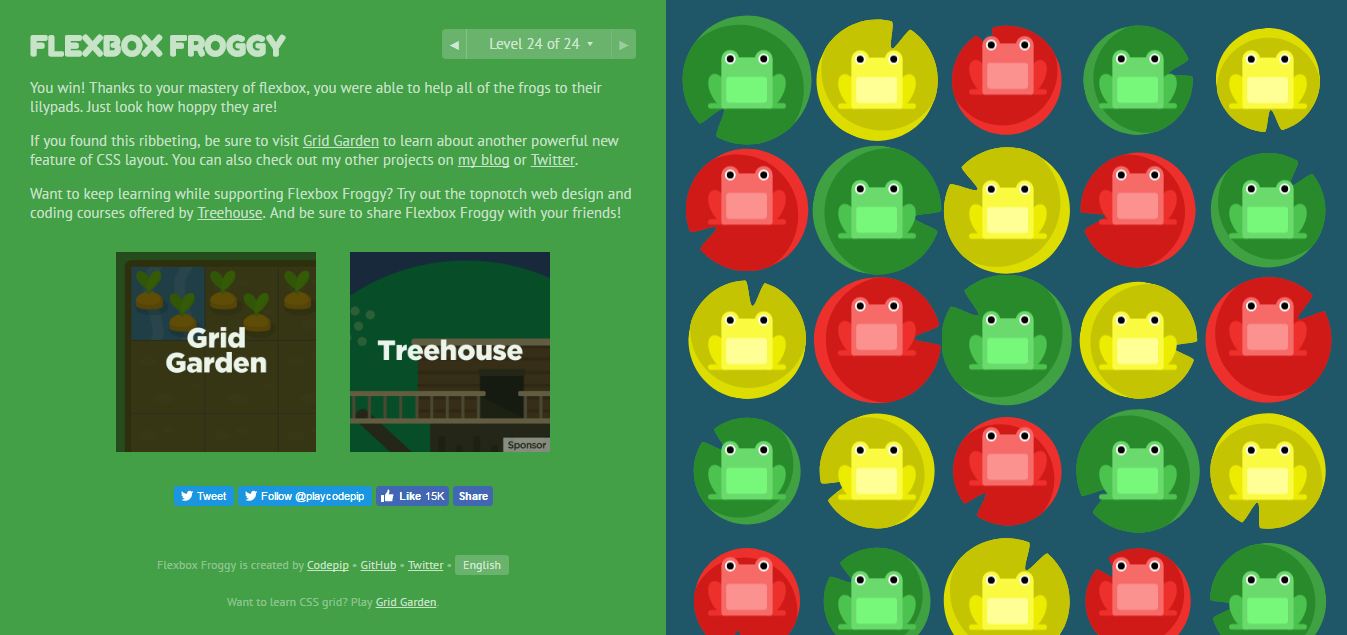 FLEXBOX FROGGY
◀ Level 24 of 24 ▾ ▶
You win! Thanks to your mastery of flexbox, you were able to help all of the frogs to their
lilypads. Just look how hoppy they are!
If you found this ribbeting, be sure to visit Grid Garden to learn about another powerful new
feature of CSS layout. You can also check out my other projects on my blog or Twitter.
Want to keep learning while supporting Flexbox Froggy? Try out the topnotch web design and
coding courses offered by Treehouse. And be sure to share Flexbox Froggy with your friends!
Grid
Garden
Treehouse
Sponsor
Tweet Follow @playcodepip Like 15K Share
Flexbox Froggy is created by Codepip • GitHub • Twitter • English
Want to learn CSS grid? Play Grid Garden.